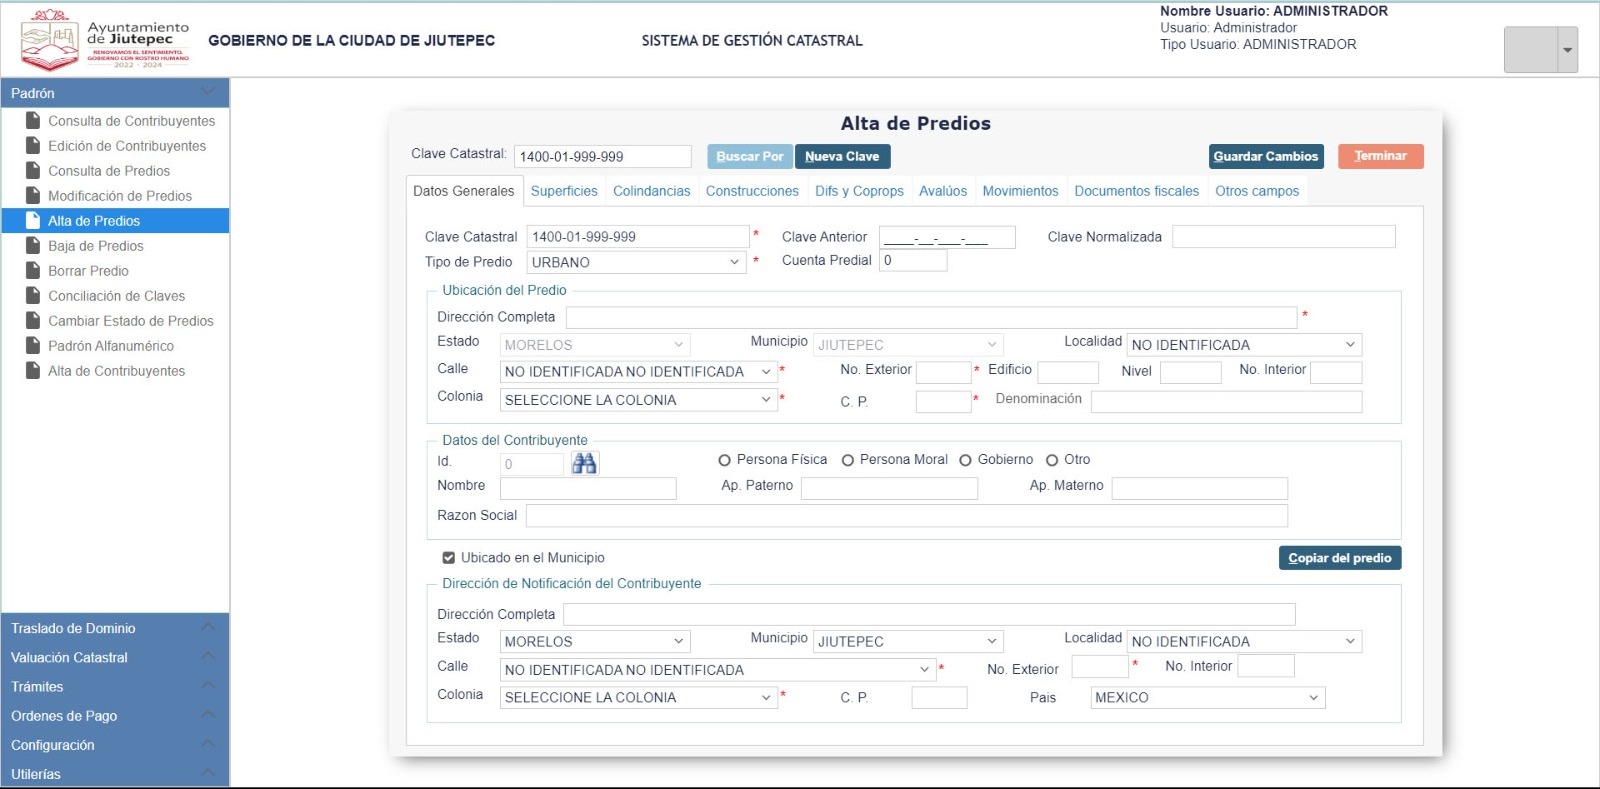 Ayuntamiento
de Jiutepec
RENOVAMOS EL SENTIMIENTO,
GOBIERNO CON ROSTRO HUMANO
2022 - 2024
GOBIERNO DE LA CIUDAD DE JIUTEPEC
SISTEMA DE GESTIÓN CATASTRAL
Nombre Usuario: ADMINISTRADOR
Usuario: Administrador
Tipo Usuario: ADMINISTRADOR
Padrón
Consulta de Contribuyentes
Edición de Contribuyentes
Consulta de Predios
Modificación de Predios
Alta de Predios
Baja de Predios
Borrar Predio
Conciliación de Claves
Cambiar Estado de Predios
Padrón Alfanumérico
Alta de Contribuyentes
Traslado de Dominio
Valuación Catastral
Trámites
Ordenes de Pago
Configuración
Utilerías
Alta de Predios
Clave Catastral: 1400-01-999-999 Buscar Por Nueva Clave Guardar Cambios Terminar
Datos Generales Superficies Colindancias Construcciones Difs y Coprops Avalúos Movimientos Documentos fiscales Otros campos
Clave Catastral 1400-01-999-999 * Clave Anterior ____-__-___-___ Clave Normalizada
Tipo de Predio URBANO * Cuenta Predial 0
Ubicación del Predio
Dirección Completa *
Estado MORELOS Municipio JIUTEPEC Localidad NO IDENTIFICADA
Calle NO IDENTIFICADA NO IDENTIFICADA * No. Exterior * Edificio Nivel No. Interior
Colonia SELECCIONE LA COLONIA * C. P. * Denominación
Datos del Contribuyente
Id. 0 Persona Física Persona Moral Gobierno Otro
Nombre Ap. Paterno Ap. Materno
Razon Social
Ubicado en el Municipio Copiar del predio
Dirección de Notificación del Contribuyente
Dirección Completa
Estado MORELOS Municipio JIUTEPEC Localidad NO IDENTIFICADA
Calle NO IDENTIFICADA NO IDENTIFICADA * No. Exterior * No. Interior
Colonia SELECCIONE LA COLONIA * C. P. Pais MEXICO